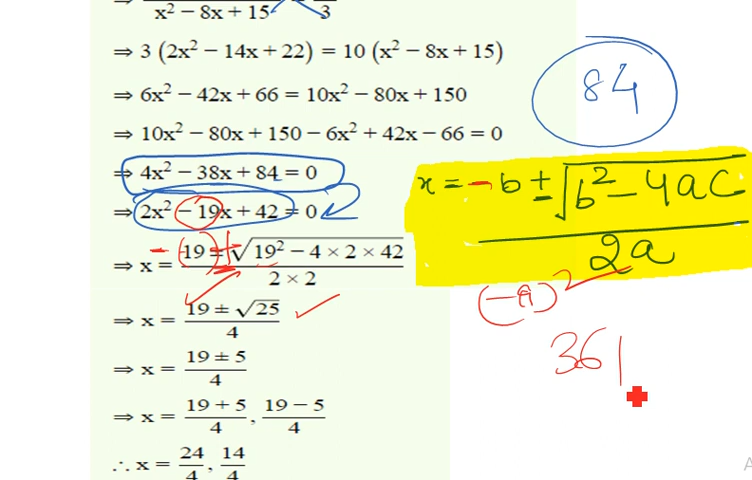 x² − 8x + 15 3
⇒ 3 (2x² − 14x + 22) = 10 (x² − 8x + 15)
⇒ 6x² − 42x + 66 = 10x² − 80x + 150
84
⇒ 10x² − 80x + 150 − 6x² + 42x − 66 = 0
⇒ 4x² − 38x + 84 = 0
x = −b ± √b² − 4ac
2a
⇒ 2x² − 19x + 42 = 0
− ( ) ±
⇒ x = 19 ± √19² − 4 × 2 × 42
2 × 2
⇒ x = 19 ± √25
4
361
⇒ x = 19 ± 5
4
⇒ x = 19 + 5 , 19 − 5
4 4
∴ x = 24 , 14
4 4